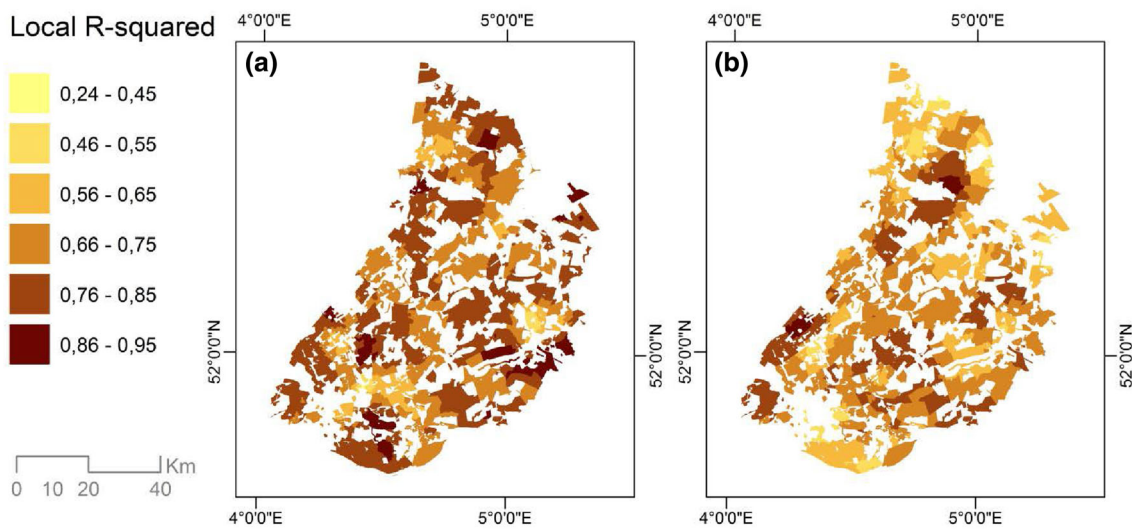 Local R-squared
0,24 - 0,45
0,46 - 0,55
0,56 - 0,65
0,66 - 0,75
0,76 - 0,85
0,86 - 0,95
Km
0 10 20 40
4°0'0"E 5°0'0"E
(a)
52°0'0"N
52°0'0"N
4°0'0"E 5°0'0"E
4°0'0"E 5°0'0"E
(b)
52°0'0"N
4°0'0"E 5°0'0"E